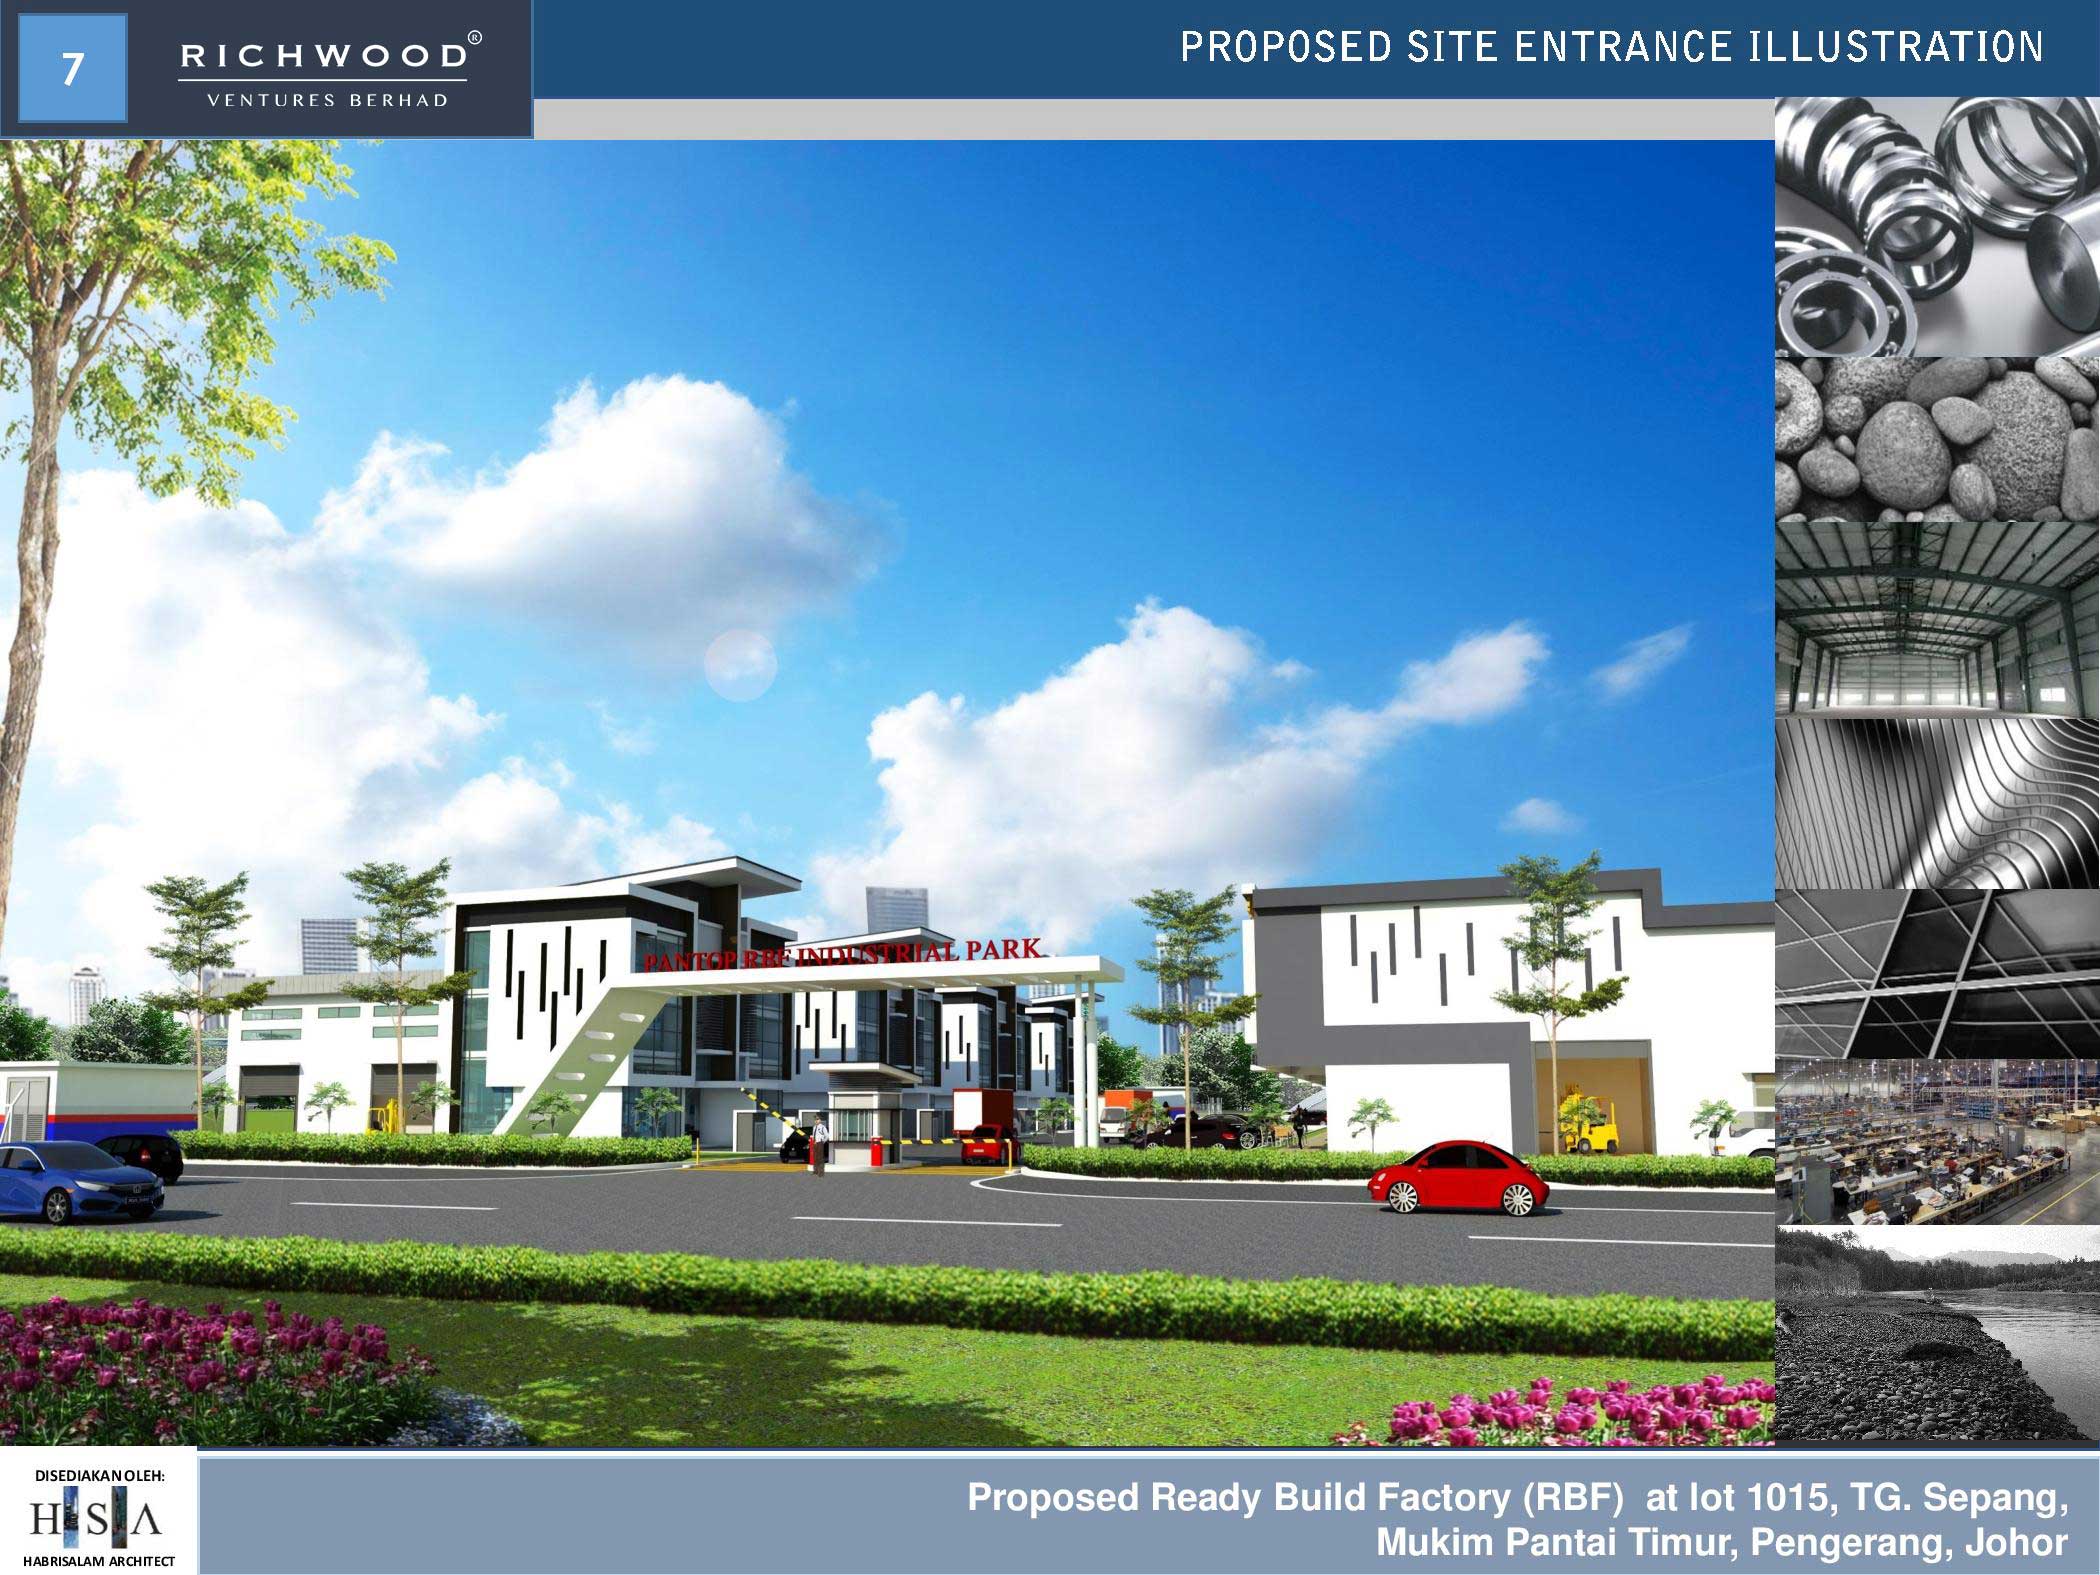 7
RICHWOOD®
VENTURES BERHAD
PROPOSED SITE ENTRANCE ILLUSTRATION
PANTOP RBF INDUSTRIAL PARK
DISEDIAKAN OLEH:
HSA
HABRISALAM ARCHITECT
Proposed Ready Build Factory (RBF) at lot 1015, TG. Sepang,
Mukim Pantai Timur, Pengerang, Johor